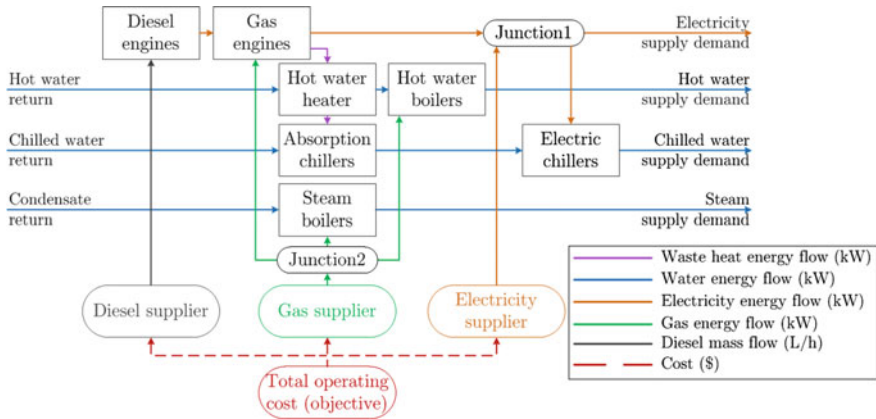 Diesel
engines
Gas
engines
Junction1
Electricity
supply demand
Hot water
return
Hot water
heater
Hot water
boilers
Hot water
supply demand
Chilled water
return
Absorption
chillers
Electric
chillers
Chilled water
supply demand
Condensate
return
Steam
boilers
Steam
supply demand
Junction2
Diesel supplier
Gas supplier
Electricity
supplier
Total operating
cost (objective)
Waste heat energy flow (kW)
Water energy flow (kW)
Electricity energy flow (kW)
Gas energy flow (kW)
Diesel mass flow (L/h)
Cost ($)